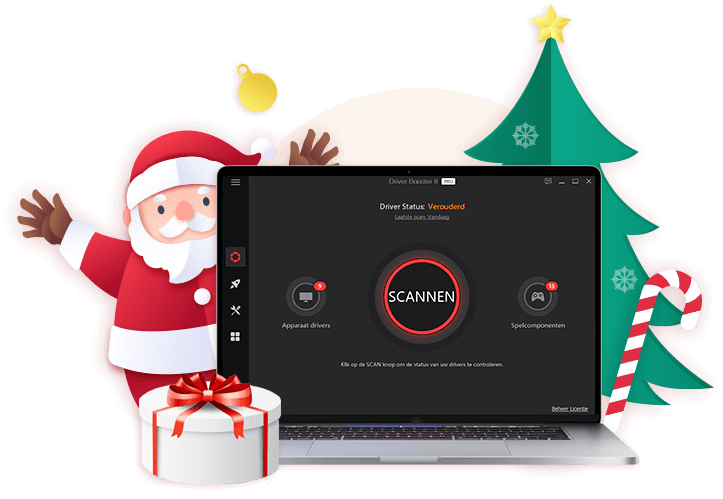 Driver Booster 8 PRO
Driver Status: Verouderd
Laatste scan: Vandaag
9
13
SCANNEN
Apparaat drivers
Spelcomponenten
Klik op de SCAN knop om de status van uw drivers te controleren.
Beheer Licentie